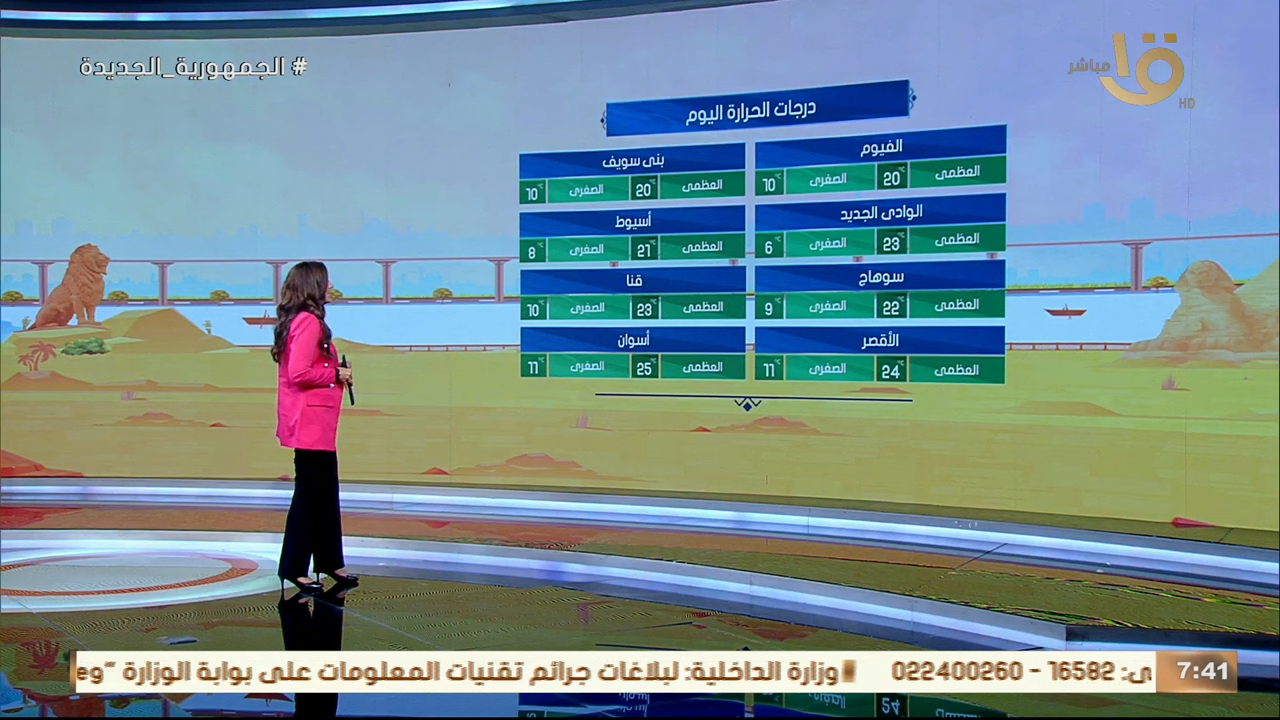 # الجمهورية_الجديدة
مباشر
HD
درجات الحرارة اليوم
الفيوم
العظمى 20°C الصغرى 10°C
بنى سويف
العظمى 20°C الصغرى 10°C
الوادى الجديد
العظمى 23°C الصغرى 6°C
أسيوط
العظمى 21°C الصغرى 8°C
سوهاج
العظمى 22°C الصغرى 9°C
قنا
العظمى 23°C الصغرى 10°C
الأقصر
العظمى 24°C الصغرى 11°C
أسوان
العظمى 25°C الصغرى 11°C
7:41
ى: 16582 - 022400260 وزارة الداخلية: لبلاغات جرائم تقنيات المعلومات على بوابة الوزارة "eg